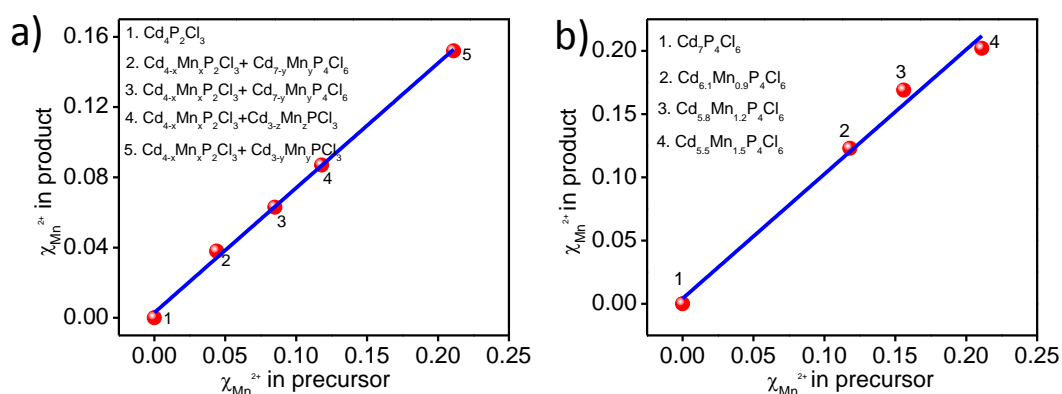 a)
χMn2+ in product
0.16
0.12
0.08
0.04
0.00
1. Cd4P2Cl3
2. Cd4-xMnxP2Cl3+ Cd7-yMnyP4Cl6
3. Cd4-xMnxP2Cl3+ Cd7-yMnyP4Cl6
4. Cd4-xMnxP2Cl3+Cd3-zMnzPCl3
5. Cd4-xMnxP2Cl3+ Cd3-yMnyPCl3
1
2
3
4
5
0.00 0.05 0.10 0.15 0.20 0.25
χMn2+ in precursor
b)
χMn2+ in product
0.20
0.15
0.10
0.05
0.00
1. Cd7P4Cl6
2. Cd6.1Mn0.9P4Cl6
3. Cd5.8Mn1.2P4Cl6
4. Cd5.5Mn1.5P4Cl6
1
2
3
4
0.00 0.05 0.10 0.15 0.20 0.25
χMn2+ in precursor